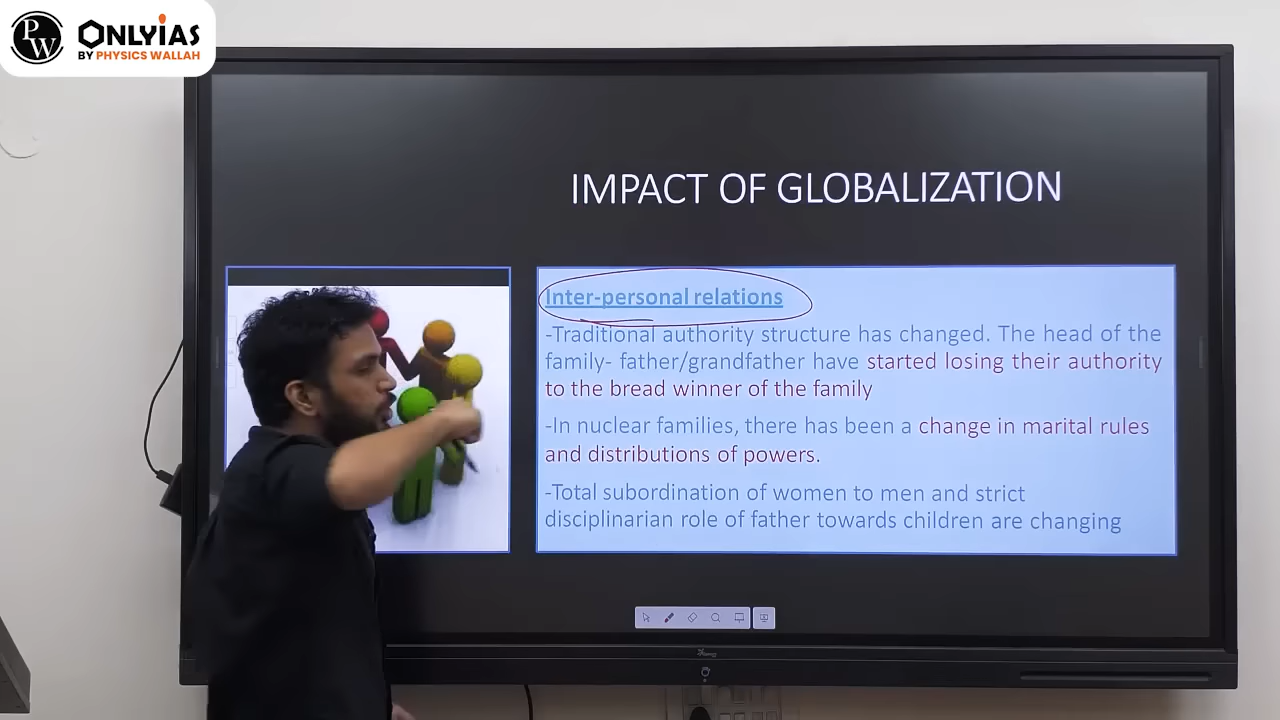 PW
ONLYIAS
BY PHYSICS WALLAH
IMPACT OF GLOBALIZATION
Inter-personal relations
-Traditional authority structure has changed. The head of the
family- father/grandfather have started losing their authority
to the bread winner of the family
-In nuclear families, there has been a change in marital rules
and distributions of powers.
-Total subordination of women to men and strict
disciplinarian role of father towards children are changing